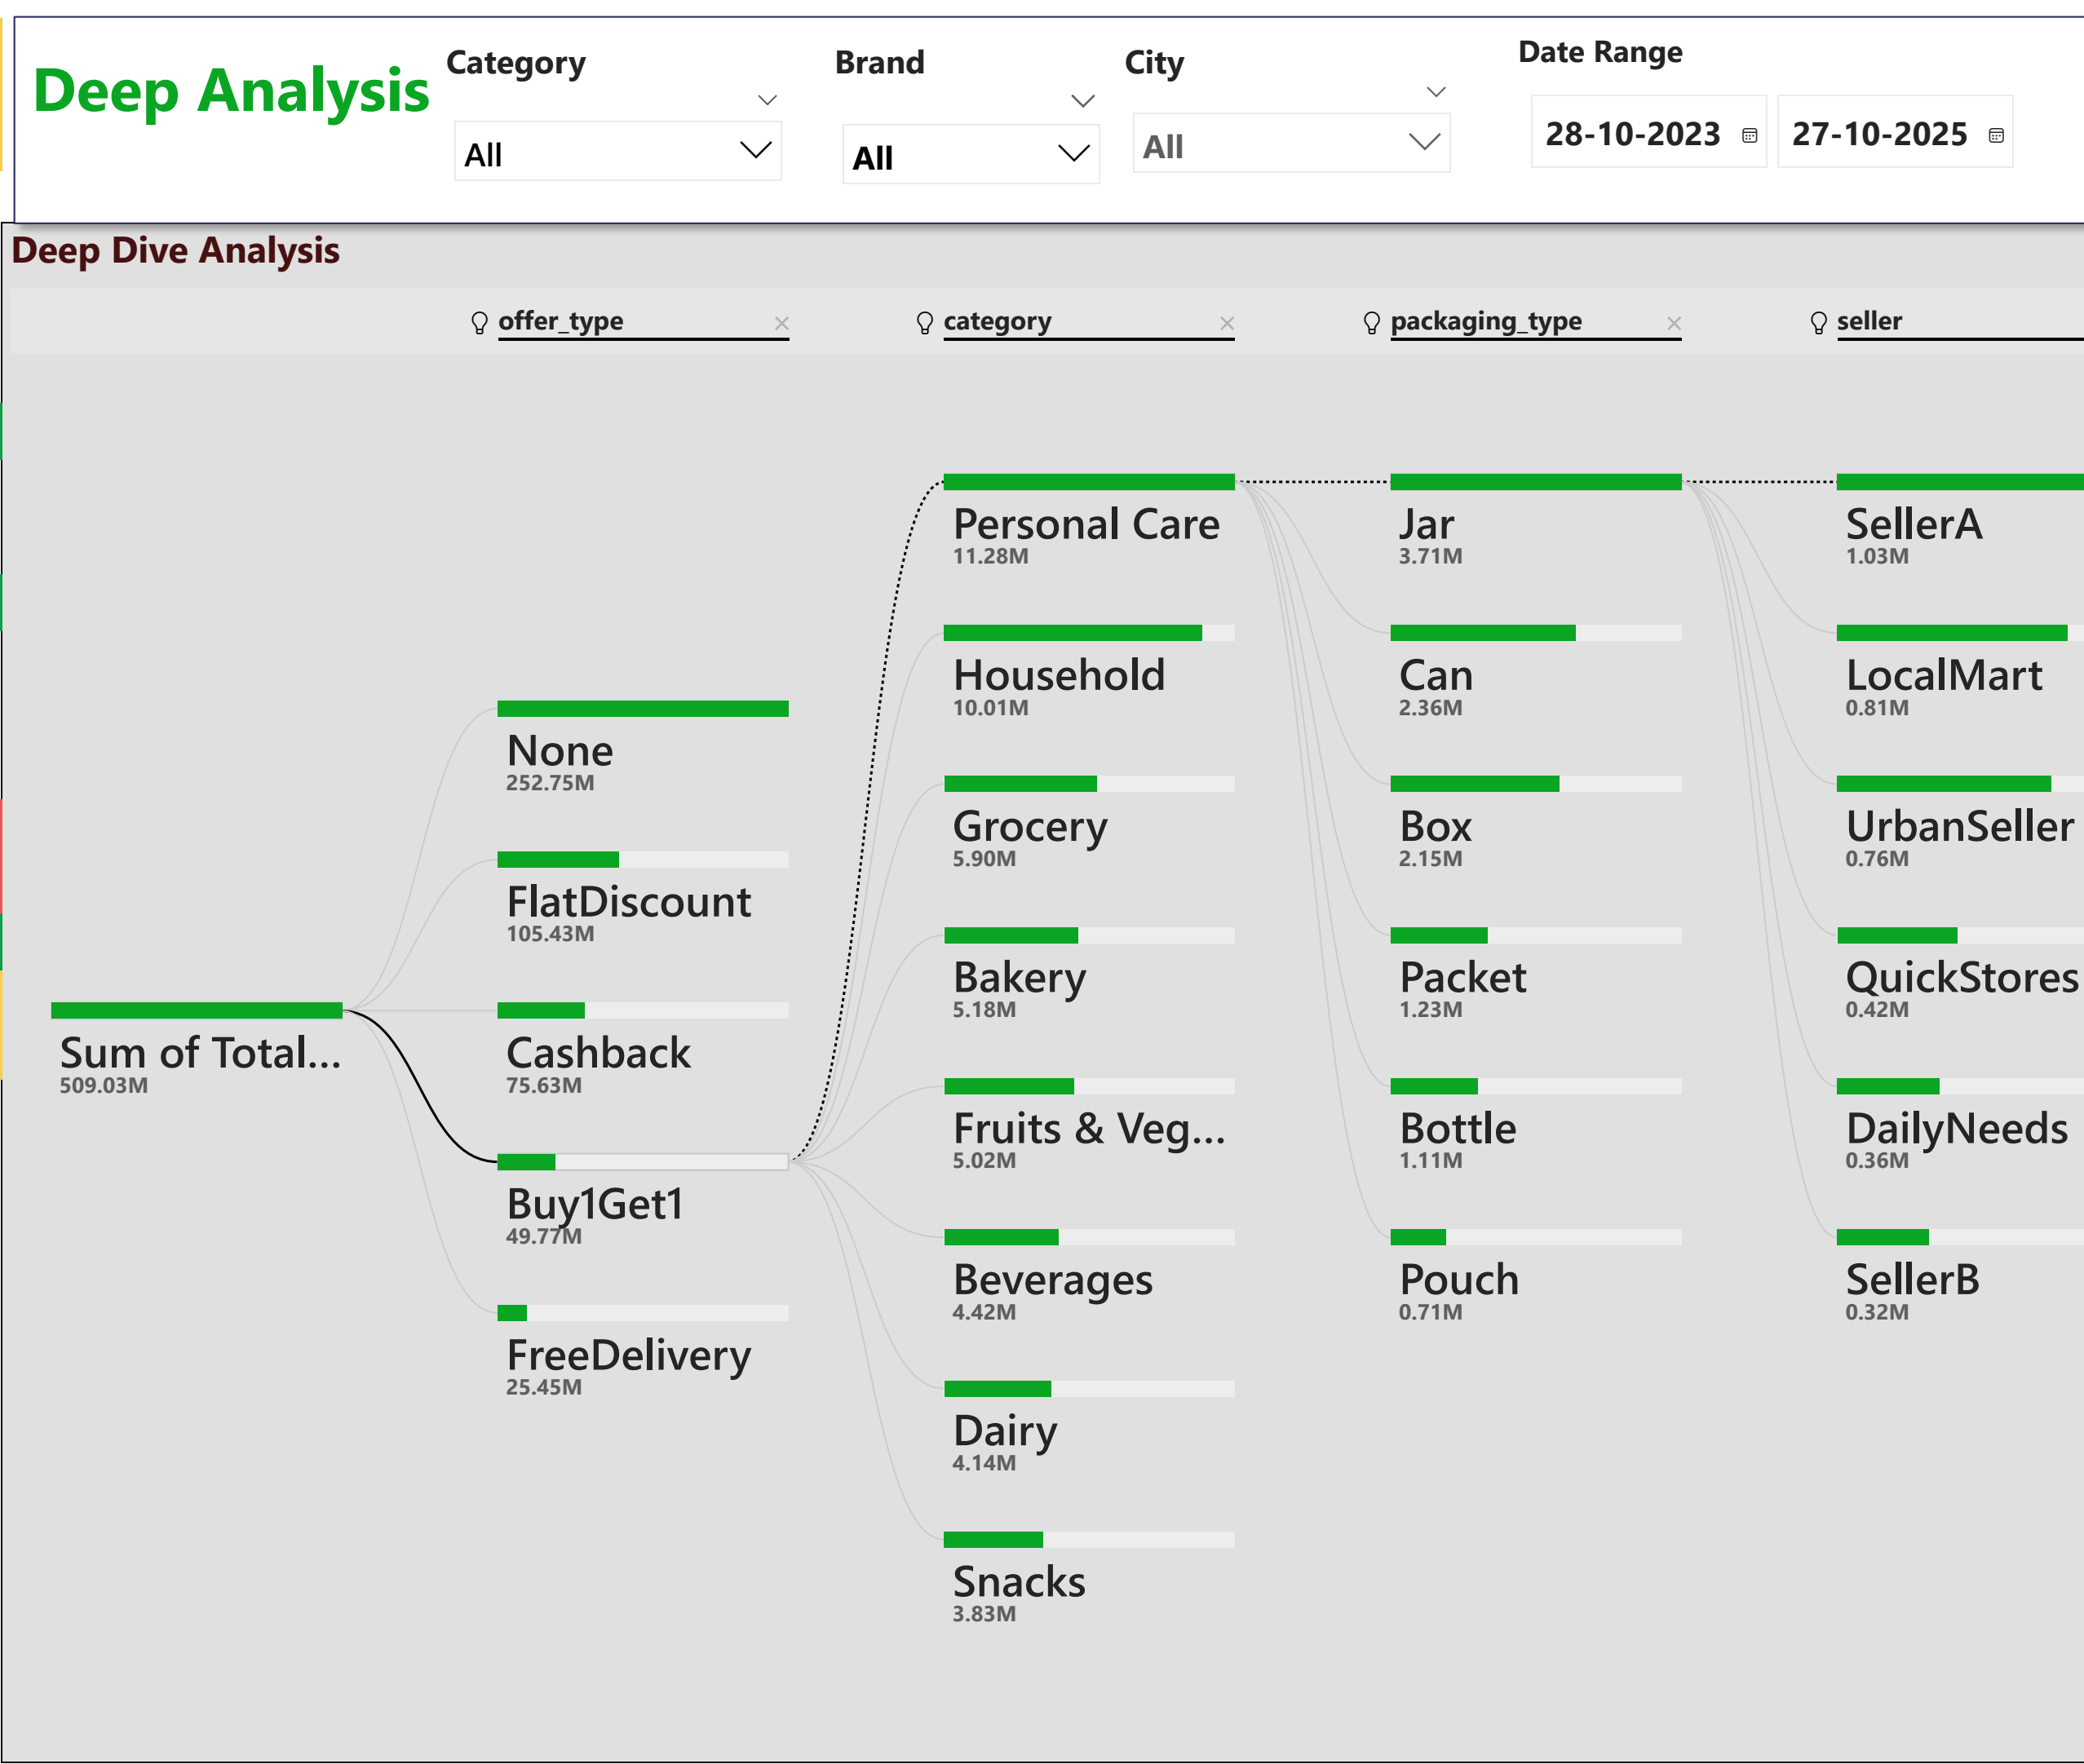 Deep Analysis
Category
All
Brand
All
City
All
Date Range
28-10-2023
27-10-2025
Deep Dive Analysis
offer_type
category
packaging_type
seller
Sum of Total...
509.03M
None
252.75M
FlatDiscount
105.43M
Cashback
75.63M
Buy1Get1
49.77M
FreeDelivery
25.45M
Personal Care
11.28M
Household
10.01M
Grocery
5.90M
Bakery
5.18M
Fruits & Veg...
5.02M
Beverages
4.42M
Dairy
4.14M
Snacks
3.83M
Jar
3.71M
Can
2.36M
Box
2.15M
Packet
1.23M
Bottle
1.11M
Pouch
0.71M
SellerA
1.03M
LocalMart
0.81M
UrbanSeller
0.76M
QuickStores
0.42M
DailyNeeds
0.36M
SellerB
0.32M